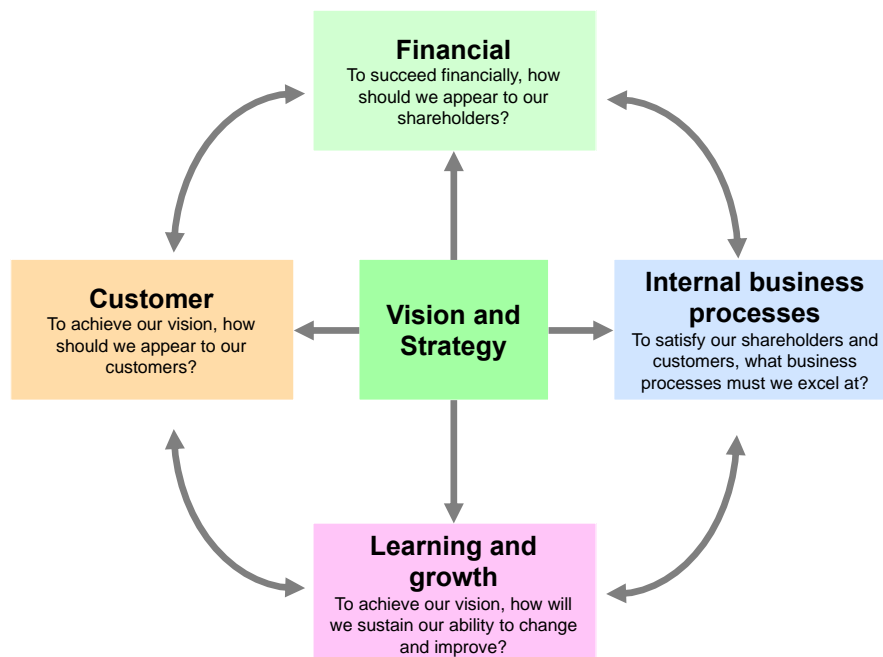 Financial
To succeed financially, how
should we appear to our
shareholders?
Customer
To achieve our vision, how
should we appear to our
customers?
Vision and
Strategy
Internal business
processes
To satisfy our shareholders and
customers, what business
processes must we excel at?
Learning and
growth
To achieve our vision, how will
we sustain our ability to change
and improve?